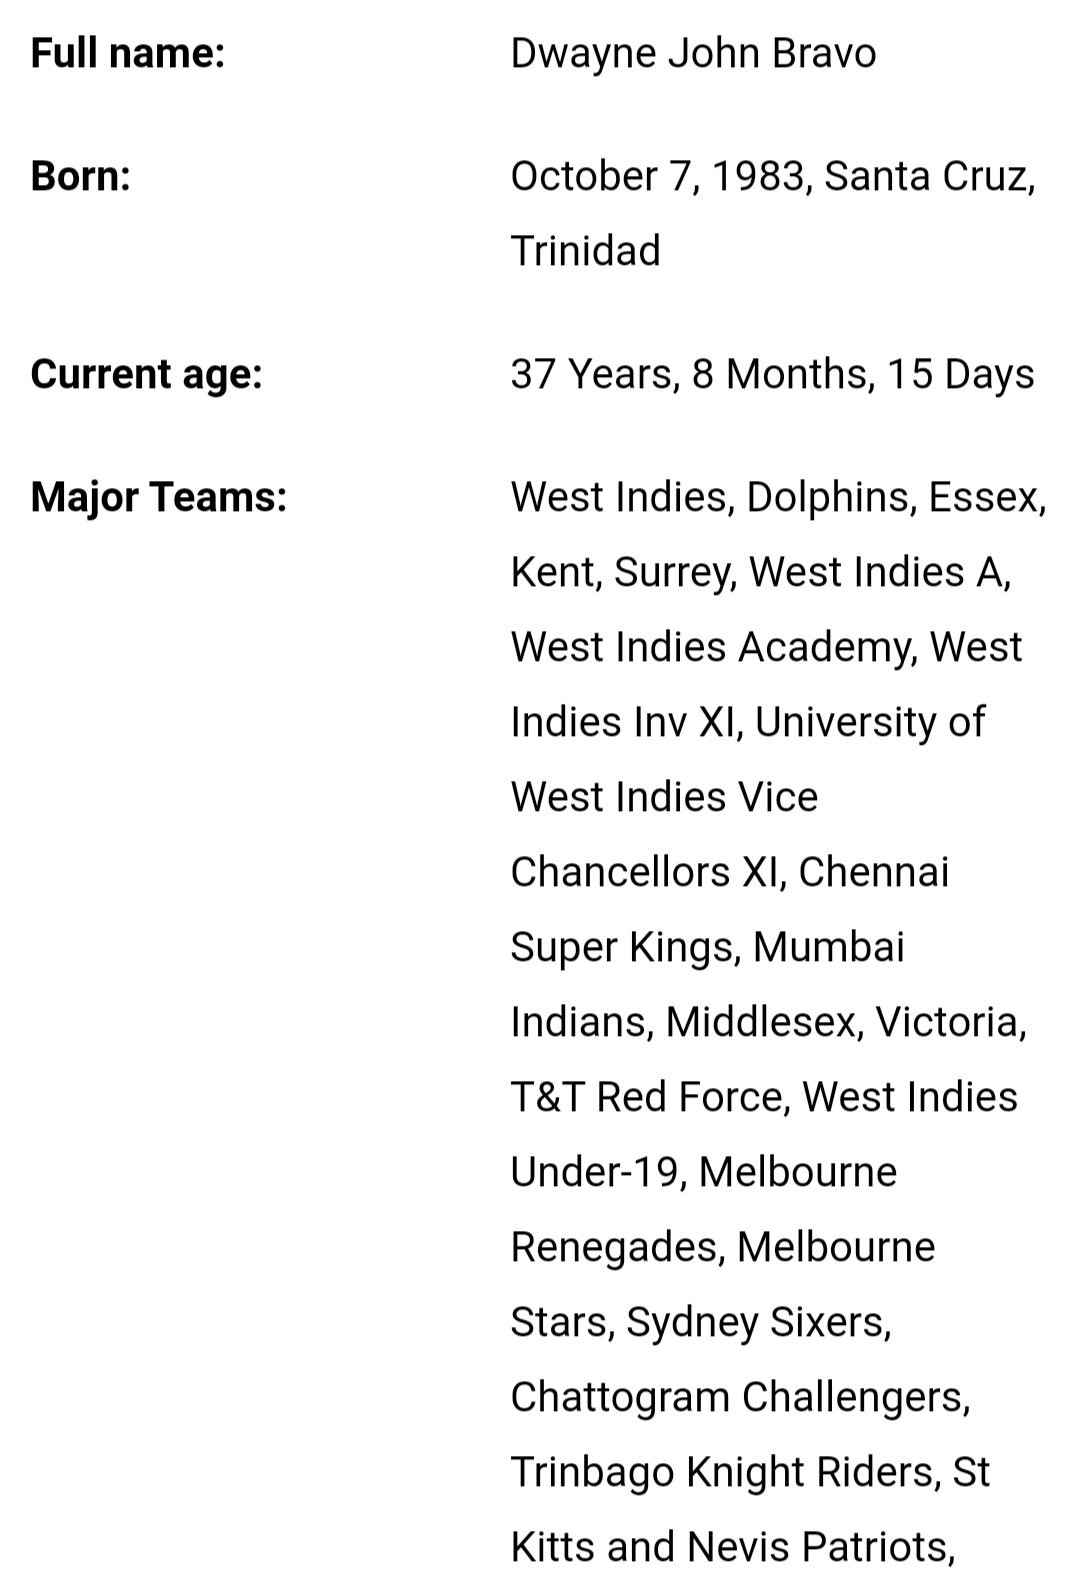 Full name: Dwayne John Bravo
Born: October 7, 1983, Santa Cruz,
Trinidad
Current age: 37 Years, 8 Months, 15 Days
Major Teams: West Indies, Dolphins, Essex,
Kent, Surrey, West Indies A,
West Indies Academy, West
Indies Inv XI, University of
West Indies Vice
Chancellors XI, Chennai
Super Kings, Mumbai
Indians, Middlesex, Victoria,
T&T Red Force, West Indies
Under-19, Melbourne
Renegades, Melbourne
Stars, Sydney Sixers,
Chattogram Challengers,
Trinbago Knight Riders, St
Kitts and Nevis Patriots,